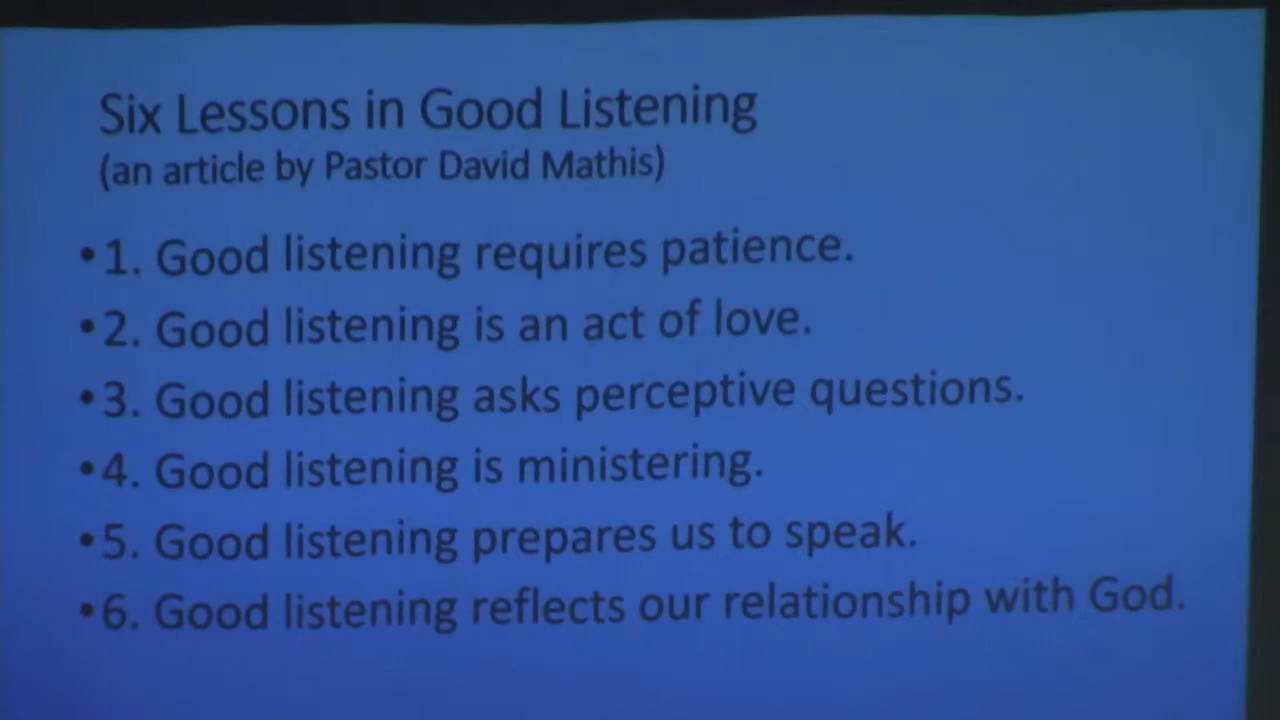 Six Lessons in Good Listening
(an article by Pastor David Mathis)
•1. Good listening requires patience.
•2. Good listening is an act of love.
•3. Good listening asks perceptive questions.
•4. Good listening is ministering.
•5. Good listening prepares us to speak.
•6. Good listening reflects our relationship with God.